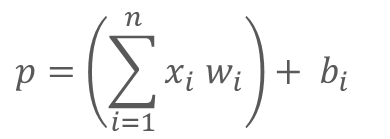 p = (∑_{i=1}^{n} x_i w_i) + b_i